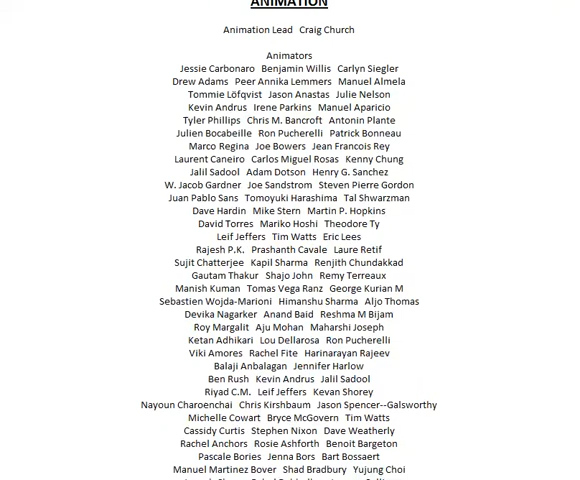 ANIMATION
Animation Lead Craig Church
Animators
Jessie Carbonaro Benjamin Willis Carlyn Siegler
Drew Adams Peer Annika Lemmers Manuel Almela
Tommie Löfqvist Jason Anastas Julie Nelson
Kevin Andrus Irene Parkins Manuel Aparicio
Tyler Phillips Chris M. Bancroft Antonin Plante
Julien Bocabeille Ron Pucherelli Patrick Bonneau
Marco Regina Joe Bowers Jean Francois Rey
Laurent Caneiro Carlos Miguel Rosas Kenny Chung
Jalil Sadool Adam Dotson Henry G. Sanchez
W. Jacob Gardner Joe Sandstrom Steven Pierre Gordon
Juan Pablo Sans Tomoyuki Harashima Tal Shwarzman
Dave Hardin Mike Stern Martin P. Hopkins
David Torres Mariko Hoshi Theodore Ty
Leif Jeffers Tim Watts Eric Lees
Rajesh P.K. Prashanth Cavale Laure Retif
Sujit Chatterjee Kapil Sharma Renjith Chundakkad
Gautam Thakur Shajo John Remy Terreaux
Manish Kuman Tomas Vega Ranz George Kurian M
Sebastien Wojda-Marioni Himanshu Sharma Aljo Thomas
Devika Nagarker Anand Baid Reshma M Bijam
Roy Margalit Aju Mohan Maharshi Joseph
Ketan Adhikari Lou Dellarosa Ron Pucherelli
Viki Amores Rachel Fite Harinarayan Rajeev
Balaji Anbalagan Jennifer Harlow
Ben Rush Kevin Andrus Jalil Sadool
Riyad C.M. Leif Jeffers Kevan Shorey
Nayoun Charoenchai Chris Kirshbaum Jason Spencer--Galsworthy
Michelle Cowart Bryce McGovern Tim Watts
Cassidy Curtis Stephen Nixon Dave Weatherly
Rachel Anchors Rosie Ashforth Benoit Bargeton
Pascale Bories Jenna Bors Bart Bossaert
Manuel Martinez Bover Shad Bradbury Yujung Choi